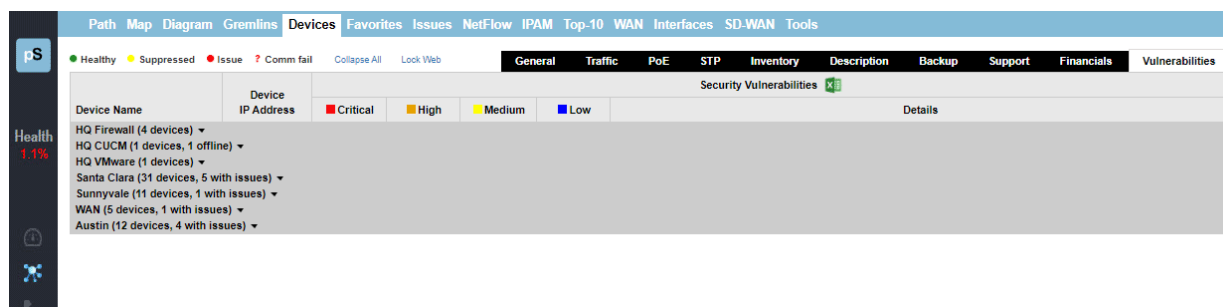 Path Map Diagram Gremlins Devices Favorites Issues NetFlow IPAM Top-10 WAN Interfaces SD-WAN Tools
pS
Healthy Suppressed Issue ? Comm fail Collapse All Lock Web
General Traffic PoE STP Inventory Description Backup Support Financials Vulnerabilities
Security Vulnerabilities
Device Name
Device
IP Address
Critical High Medium Low Details
Health
1.1%
HQ Firewall (4 devices)
HQ CUCM (1 devices, 1 offline)
HQ VMware (1 devices)
Santa Clara (31 devices, 5 with issues)
Sunnyvale (11 devices, 1 with issues)
WAN (5 devices, 1 with issues)
Austin (12 devices, 4 with issues)